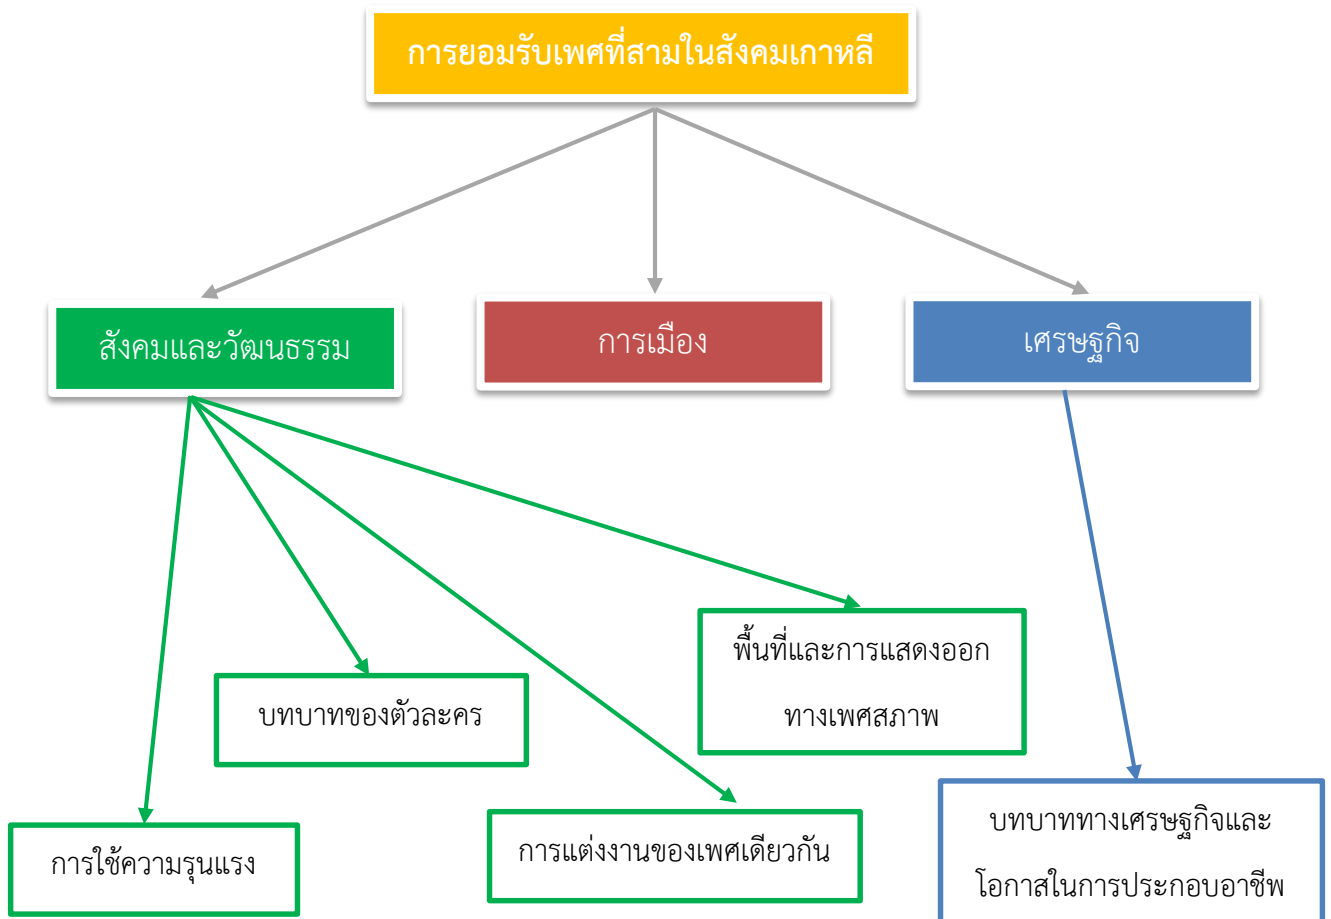 การยอมรับเพศที่สามในสังคมเกาหลี
สังคมและวัฒนธรรม
การเมือง
เศรษฐกิจ
พื้นที่และการแสดงออก
ทางเพศสภาพ
บทบาทของตัวละคร
การแต่งงานของเพศเดียวกัน
การใช้ความรุนแรง
บทบาททางเศรษฐกิจและ
โอกาสในการประกอบอาชีพ